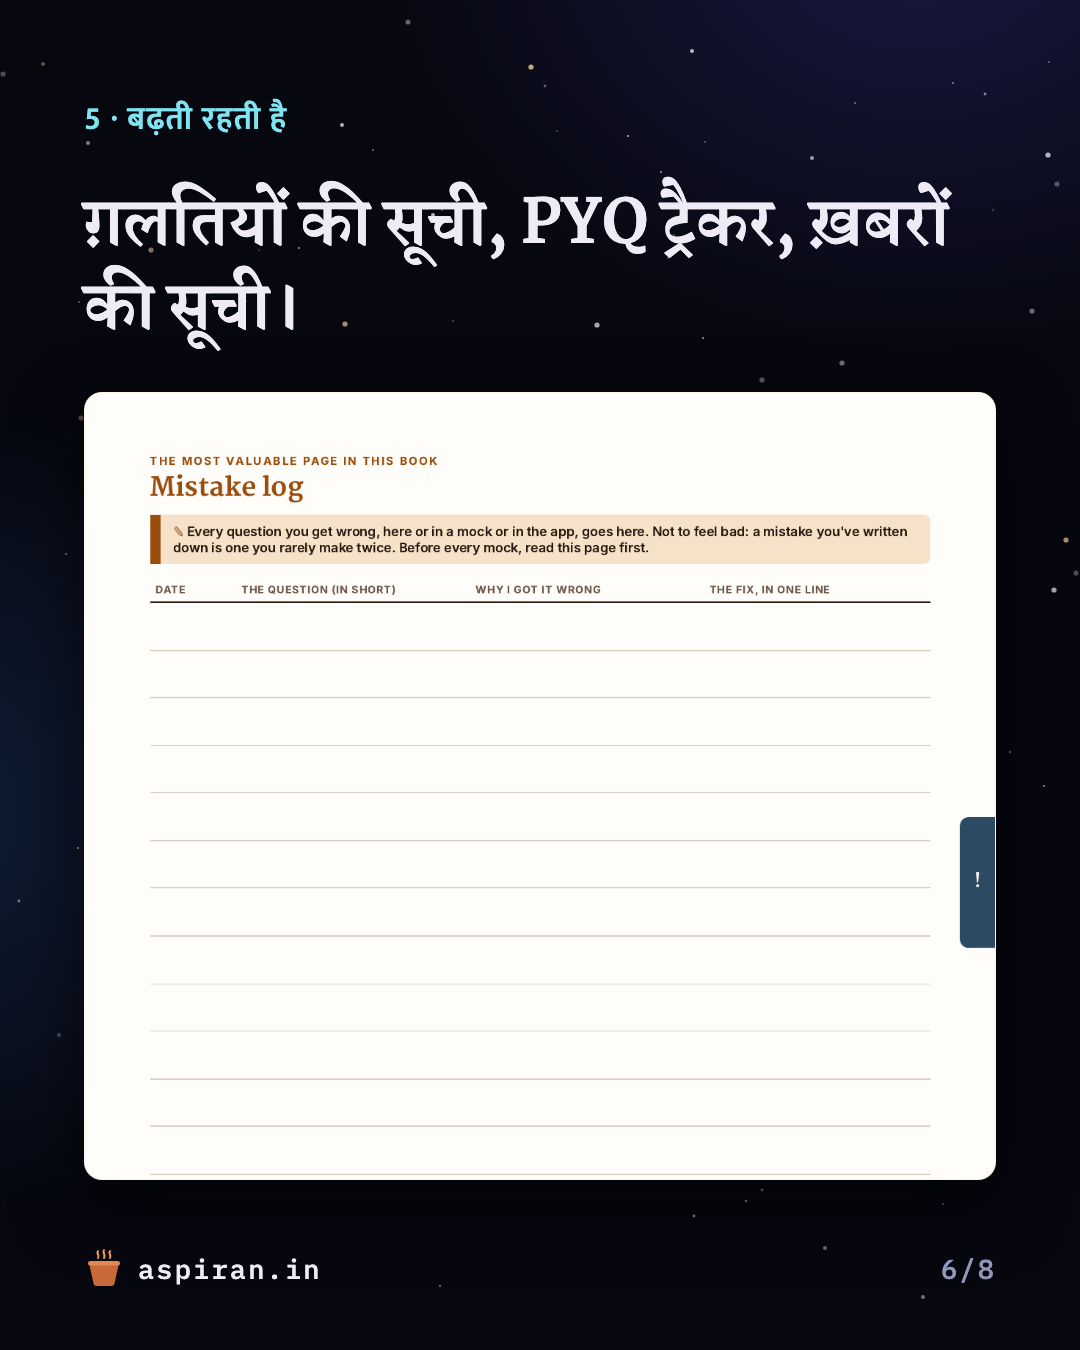 5 · बढ़ती रहती है
ग़लतियों की सूची, PYQ ट्रैकर, ख़बरों
की सूची।
THE MOST VALUABLE PAGE IN THIS BOOK
Mistake log
✎ Every question you get wrong, here or in a mock or in the app, goes here. Not to feel bad: a mistake you've written
down is one you rarely make twice. Before every mock, read this page first.
DATE THE QUESTION (IN SHORT) WHY I GOT IT WRONG THE FIX, IN ONE LINE
!
aspiran.in 6/8